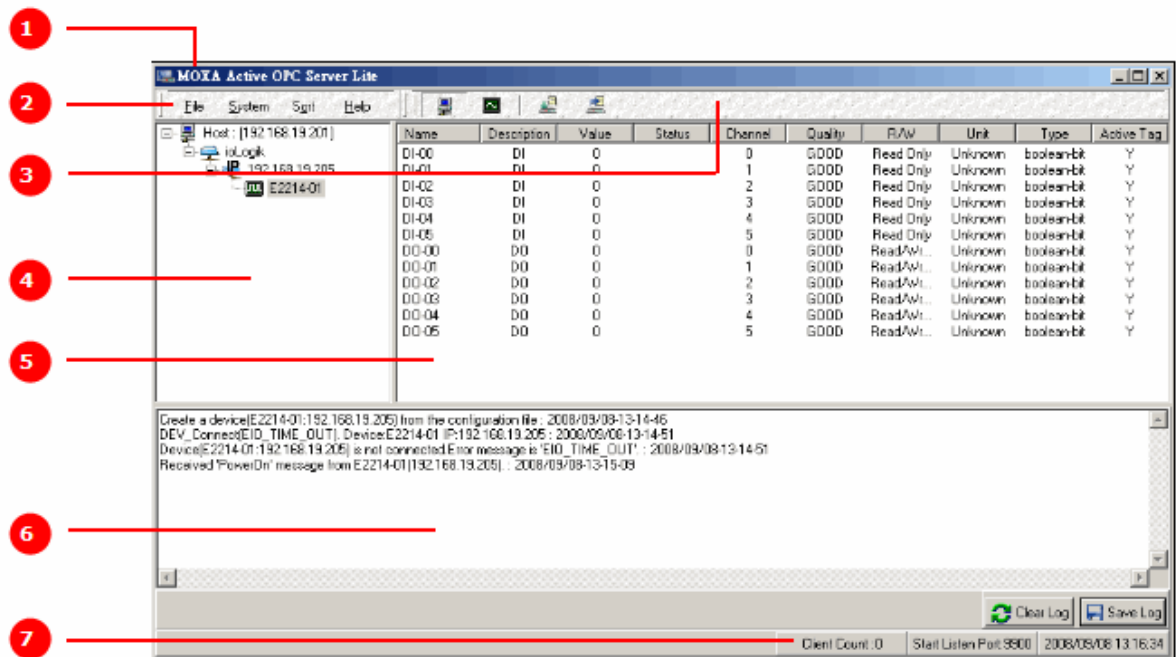 1
MOXA Active OPC Server Lite
2
File System Sort Help
Host : [192.168.19.201]
ioLogik
192.168.19.205
E2214-01
3
4
Name Description Value Status Channel Quality R/W Unit Type Active Tag
DI-00 DI 0 0 GOOD Read Only Unknown boolean-bit Y
DI-01 DI 0 1 GOOD Read Only Unknown boolean-bit Y
DI-02 DI 0 2 GOOD Read Only Unknown boolean-bit Y
DI-03 DI 0 3 GOOD Read Only Unknown boolean-bit Y
DI-04 DI 0 4 GOOD Read Only Unknown boolean-bit Y
DI-05 DI 0 5 GOOD Read Only Unknown boolean-bit Y
DO-00 DO 0 0 GOOD Read/Wr... Unknown boolean-bit Y
DO-01 DO 0 1 GOOD Read/Wr... Unknown boolean-bit Y
DO-02 DO 0 2 GOOD Read/Wr... Unknown boolean-bit Y
DO-03 DO 0 3 GOOD Read/Wr... Unknown boolean-bit Y
DO-04 DO 0 4 GOOD Read/Wr... Unknown boolean-bit Y
DO-05 DO 0 5 GOOD Read/Wr... Unknown boolean-bit Y
5
Create a device[E2214-01:192.168.19.205] from the configuration file : 2008/09/08-13-14-46
DEV_Connect(EIO_TIME_OUT). Device:E2214-01 IP:192.168.19.205 : 2008/09/08-13-14-51
Device[E2214-01:192.168.19.205] is not connected.Error message is 'EIO_TIME_OUT'. : 2008/09/08-13-14-51
Received 'PowerOn' message from E2214-01[192.168.19.205]. : 2008/09/08-13-15-09
6
Clear Log Save Log
7
Client Count :0 Start Listen Port:9900 2008/09/08 13:16:34